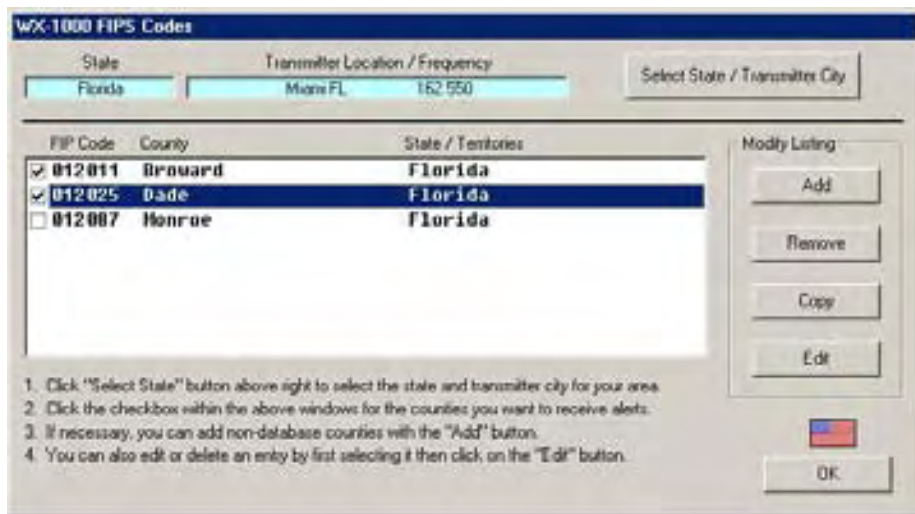 WX-1000 FIPS Codes
State
Transmitter Location / Frequency
Florida
Miami FL 162.550
Select State / Transmitter City
FIP Code County State / Territories
012011 Broward Florida
012025 Dade Florida
012087 Monroe Florida
Modify Listing
Add
Remove
Copy
Edit
1. Click "Select State" button above right to select the state and transmitter city for your area.
2. Click the checkbox within the above windows for the counties you want to receive alerts.
3. If necessary, you can add non-database counties with the "Add" button.
4. You can also edit or delete an entry by first selecting it then click on the "Edit" button.
OK